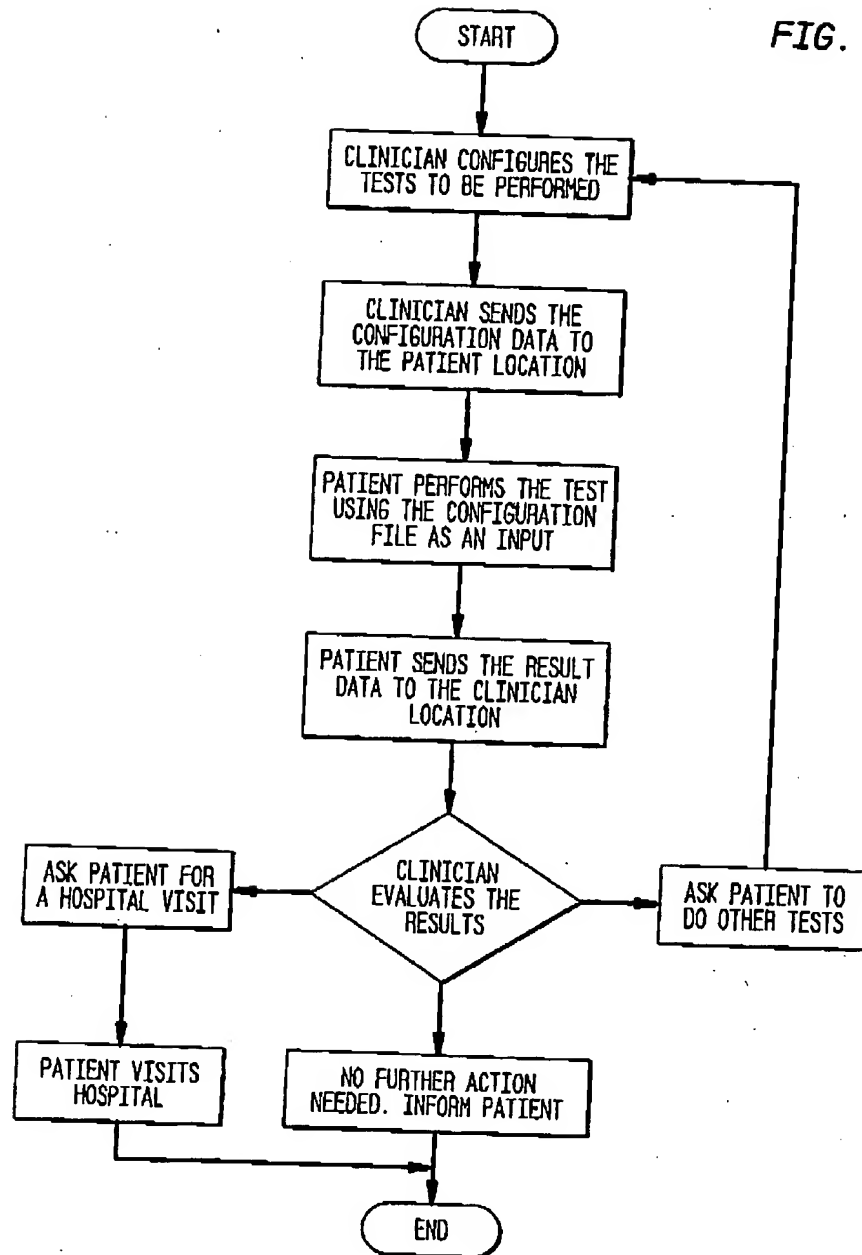 START
FIG.
CLINICIAN CONFIGURES THE
TESTS TO BE PERFORMED
CLINICIAN SENDS THE
CONFIGURATION DATA TO
THE PATIENT LOCATION
PATIENT PERFORMS THE TEST
USING THE CONFIGURATION
FILE AS AN INPUT
PATIENT SENDS THE RESULT
DATA TO THE CLINICIAN
LOCATION
CLINICIAN
EVALUATES THE
RESULTS
ASK PATIENT FOR
A HOSPITAL VISIT
ASK PATIENT TO
DO OTHER TESTS
PATIENT VISITS
HOSPITAL
NO FURTHER ACTION
NEEDED. INFORM PATIENT
END